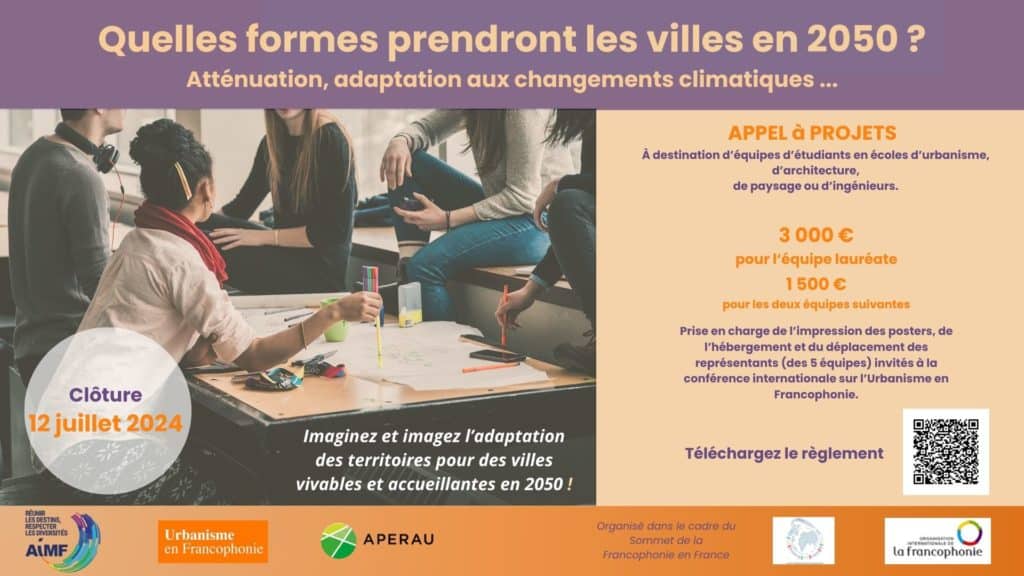 Quelles formes prendront les villes en 2050 ?
Atténuation, adaptation aux changements climatiques ...
APPEL à PROJETS
À destination d’équipes d’étudiants en écoles d’urbanisme,
d’architecture,
de paysage ou d’ingénieurs.
3 000 €
pour l’équipe lauréate
1 500 €
pour les deux équipes suivantes
Prise en charge de l’impression des posters, de
l’hébergement et du déplacement des
représentants (des 5 équipes) invités à la
conférence internationale sur l’Urbanisme en
Francophonie.
Téléchargez le règlement
Clôture
12 juillet 2024
Imaginez et imagez l’adaptation
des territoires pour des villes
vivables et accueillantes en 2050 !
RÉUNIR
LES DESTINS,
RESPECTER
LES DIVERSITÉS
AIMF
Urbanisme
en Francophonie
APERAU
Organisé dans le cadre du
Sommet de la
Francophonie en France
ORGANISATION
INTERNATIONALE DE
la francophonie